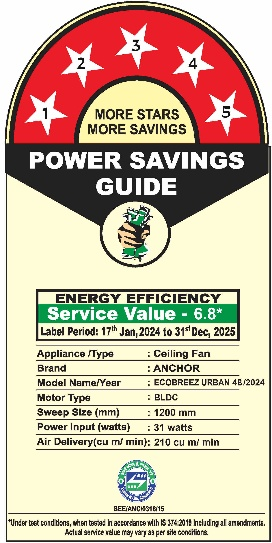 1 2 3 4 5
MORE STARS
MORE SAVINGS
POWER SAVINGS
GUIDE
ENERGY EFFICIENCY
Service Value - 6.8*
Label Period: 17th Jan,2024 to 31st Dec, 2025
Appliance /Type : Ceiling Fan
Brand : ANCHOR
Model Name/Year : ECOBREEZ URBAN 48/2024
Motor Type : BLDC
Sweep Size (mm) : 1200 mm
Power Input (watts) : 31 watts
Air Delivery(cu m/ min): 210 cu m/ min
*Under test conditions, when tested in accordance with IS 374:2019 including all amendments.
Actual service value may vary as per site conditions.